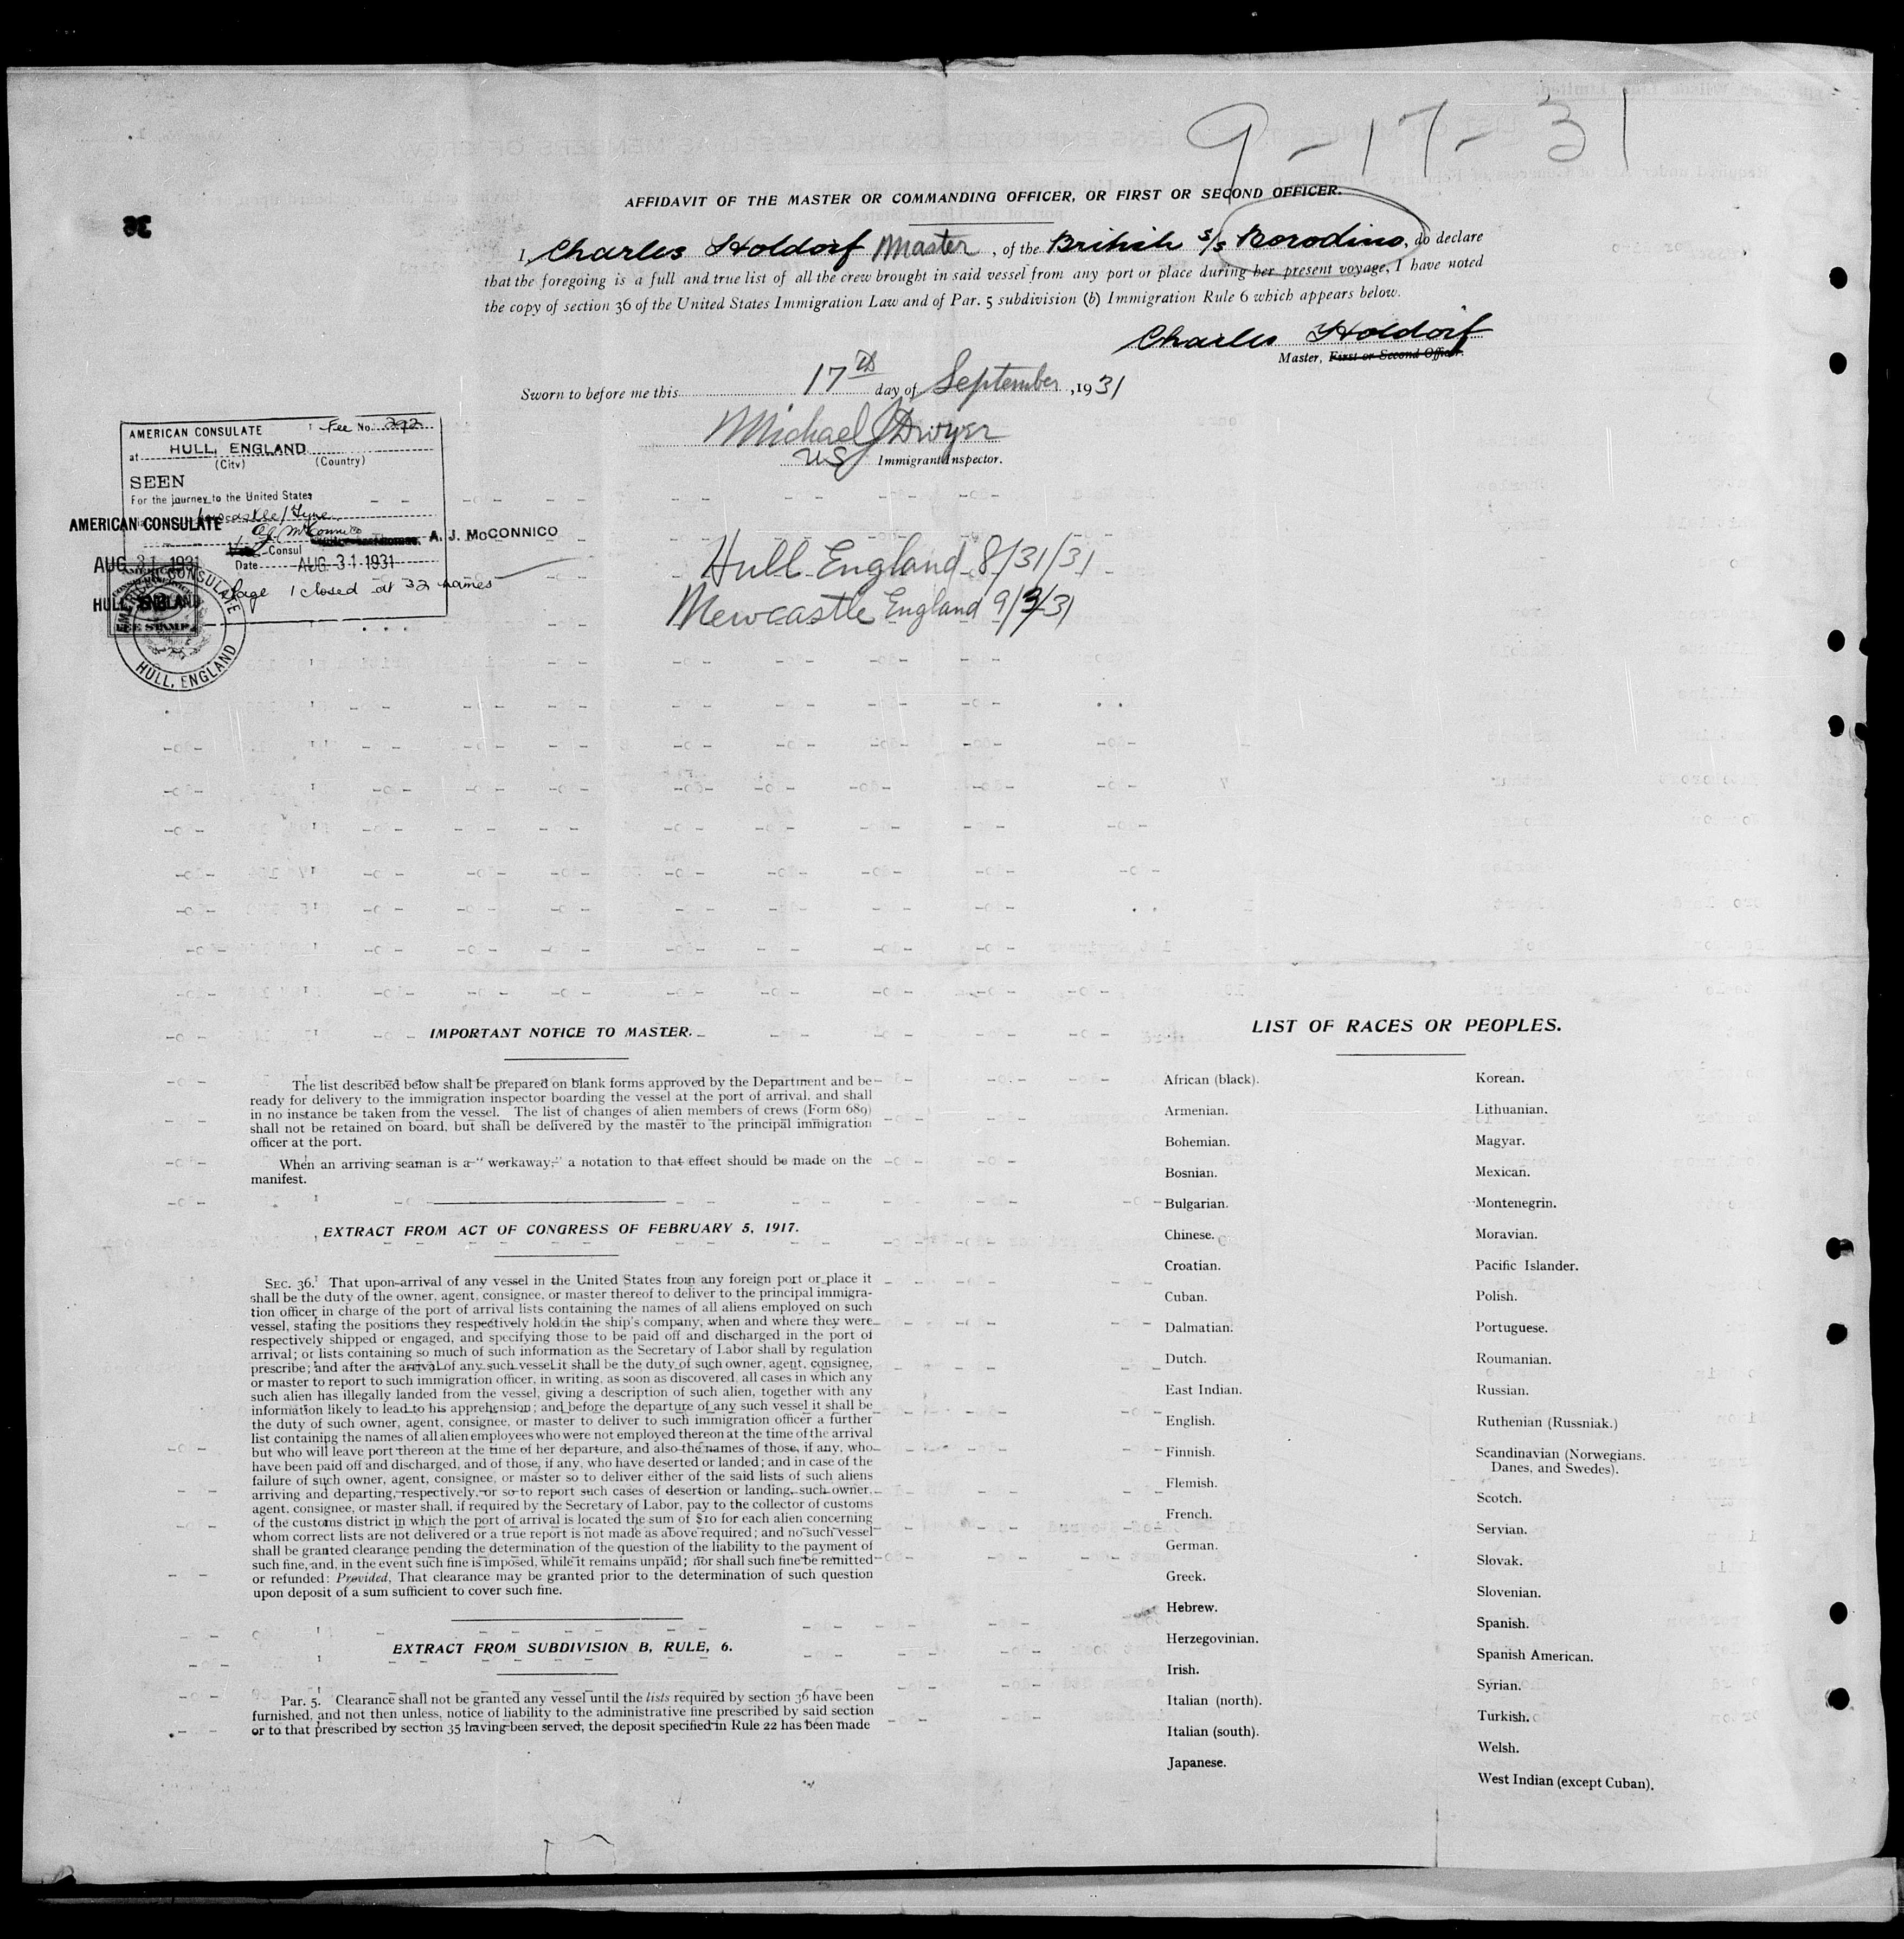 9-17-31
AFFIDAVIT OF THE MASTER OR COMMANDING OFFICER, OR FIRST OR SECOND OFFICER.
I, Charles Holdorf Master, of the British s/s Borodino, do declare
that the foregoing is a full and true list of all the crew brought in said vessel from any port or place during her present voyage, I have noted
the copy of section 36 of the United States Immigration Law and of Par. 5 subdivision (b) Immigration Rule 6 which appears below.
Charles Holdorf
Master, First or Second Officer.
Sworn to before me this 17th day of September, 1931
Michael J Dwyer
US Immigrant Inspector.
AMERICAN CONSULATE Fee No. 292
at HULL, ENGLAND
(City) (Country)
SEEN
For the journey to the United States
Newcastle/Tyne
AMERICAN CONSULATE
A. J. McConnico
A. J. McCONNICO
Vice Consul
AUG 31 1931
Date AUG 31 1931
Page 1 closed at 32 names
HULL, ENGLAND
AMERICAN CONSULATE
FEE STAMP
HULL, ENGLAND
Hull England 8/31/31
Newcastle England 9/3/31
IMPORTANT NOTICE TO MASTER.
The list described below shall be prepared on blank forms approved by the Department and be
ready for delivery to the immigration inspector boarding the vessel at the port of arrival, and shall
in no instance be taken from the vessel. The list of changes of alien members of crews (Form 689)
shall not be retained on board, but shall be delivered by the master to the principal immigration
officer at the port.
When an arriving seaman is a "workaway," a notation to that effect should be made on the
manifest.
EXTRACT FROM ACT OF CONGRESS OF FEBRUARY 5, 1917.
SEC. 36. That upon arrival of any vessel in the United States from any foreign port or place it
shall be the duty of the owner, agent, consignee, or master thereof to deliver to the principal immigra-
tion officer in charge of the port of arrival lists containing the names of all aliens employed on such
vessel, stating the positions they respectively hold in the ship's company, when and where they were
respectively shipped or engaged, and specifying those to be paid off and discharged in the port of
arrival; or lists containing so much of such information as the Secretary of Labor shall by regulation
prescribe; and after the arrival of any such vessel it shall be the duty of such owner, agent, consignee,
or master to report to such immigration officer, in writing, as soon as discovered, all cases in which any
such alien has illegally landed from the vessel, giving a description of such alien, together with any
information likely to lead to his apprehension; and before the departure of any such vessel it shall be
the duty of such owner, agent, consignee, or master to deliver to such immigration officer a further
list containing the names of all alien employees who were not employed thereon at the time of the arrival
but who will leave port thereon at the time of her departure, and also the names of those, if any, who
have been paid off and discharged, and of those, if any, who have deserted or landed; and in case of the
failure of such owner, agent, consignee, or master so to deliver either of the said lists of such aliens
arriving and departing, respectively, or so to report such cases of desertion or landing, such owner,
agent, consignee, or master shall, if required by the Secretary of Labor, pay to the collector of customs
of the customs district in which the port of arrival is located the sum of $10 for each alien concerning
whom correct lists are not delivered or a true report is not made as above required; and no such vessel
shall be granted clearance pending the determination of the question of the liability to the payment of
such fine, and, in the event such fine is imposed, while it remains unpaid; nor shall such fine be remitted
or refunded: Provided, That clearance may be granted prior to the determination of such question
upon deposit of a sum sufficient to cover such fine.
EXTRACT FROM SUBDIVISION B, RULE, 6.
Par. 5. Clearance shall not be granted any vessel until the lists required by section 36 have been
furnished, and not then unless, notice of liability to the administrative fine prescribed by said section
or to that prescribed by section 35 having been served, the deposit specified in Rule 22 has been made
LIST OF RACES OR PEOPLES.
African (black).
Armenian.
Bohemian.
Bosnian.
Bulgarian.
Chinese.
Croatian.
Cuban.
Dalmatian.
Dutch.
East Indian.
English.
Finnish.
Flemish.
French.
German.
Greek.
Hebrew.
Herzegovinian.
Irish.
Italian (north).
Italian (south).
Japanese.
Korean.
Lithuanian.
Magyar.
Mexican.
Montenegrin.
Moravian.
Pacific Islander.
Polish.
Portuguese.
Roumanian.
Russian.
Ruthenian (Russniak.)
Scandinavian (Norwegians.
Danes, and Swedes).
Scotch.
Servian.
Slovak.
Slovenian.
Spanish.
Spanish American.
Syrian.
Turkish.
Welsh.
West Indian (except Cuban).